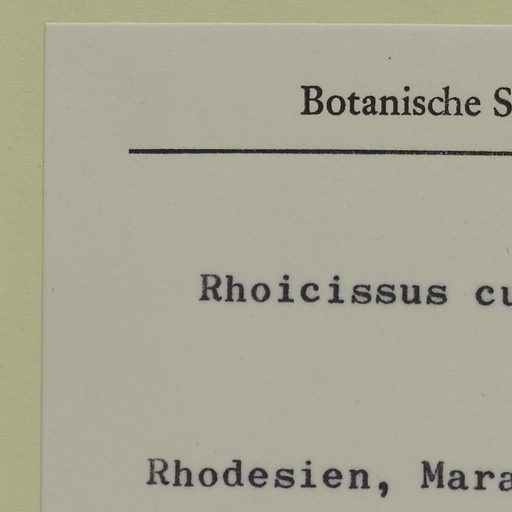 Botanische S
Rhoicissus cu
Rhodesien, Mara